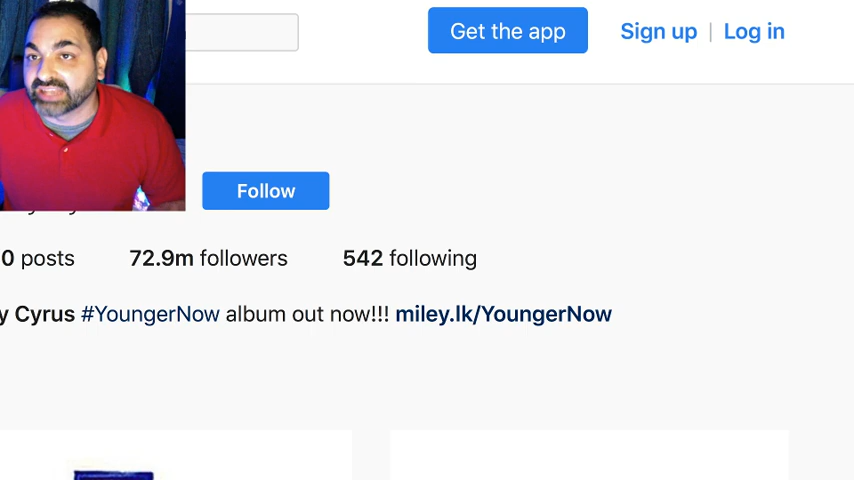 Get the app Sign up | Log in
Follow
0 posts 72.9m followers 542 following
y Cyrus #YoungerNow album out now!!! miley.lk/YoungerNow